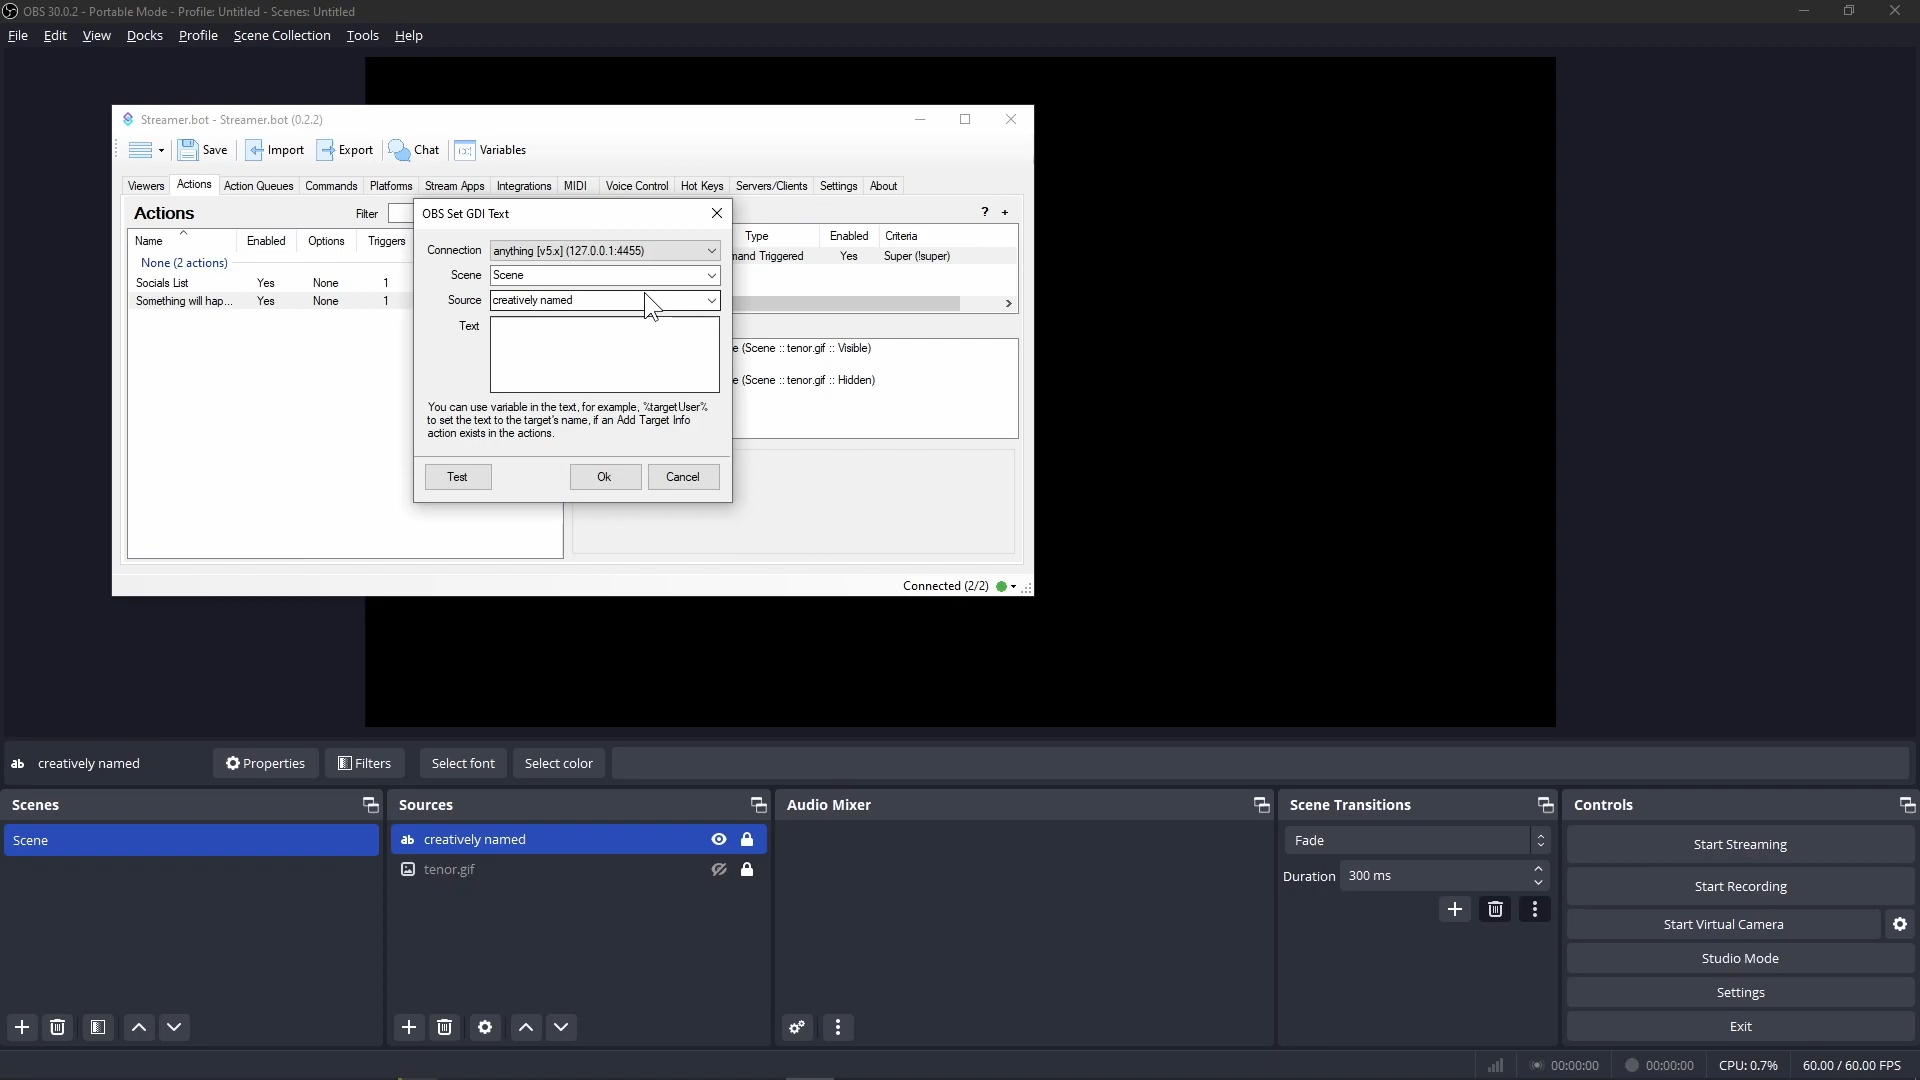 OBS 30.0.2 - Portable Mode - Profile: Untitled - Scenes: Untitled
File Edit View Docks Profile Scene Collection Tools Help
Streamer.bot - Streamer.bot (0.2.2)
Save Import Export Chat Variables
Viewers Actions Action Queues Commands Platforms Stream Apps Integrations MIDI Voice Control Hot Keys Servers/Clients Settings About
Actions Filter OBS Set GDI Text ? +
Name Enabled Options Triggers Connection anything [v5.x] (127.0.0.1:4455) Type Enabled Criteria
None (2 actions) mand Triggered Yes Super (!super)
Socials List Yes None 1 Scene Scene
Something will hap... Yes None 1 Source creatively named
Text
e (Scene :: tenor.gif :: Visible)
e (Scene :: tenor.gif :: Hidden)
You can use variable in the text, for example, %targetUser%
to set the text to the target's name, if an Add Target Info
action exists in the actions.
Test Ok Cancel
Connected (2/2)
ab creatively named Properties Filters Select font Select color
Scenes Sources Audio Mixer Scene Transitions Controls
Scene ab creatively named Fade Start Streaming
tenor.gif Duration 300 ms Start Recording
Start Virtual Camera
Studio Mode
Settings
Exit
00:00:00 00:00:00 CPU: 0.7% 60.00 / 60.00 FPS